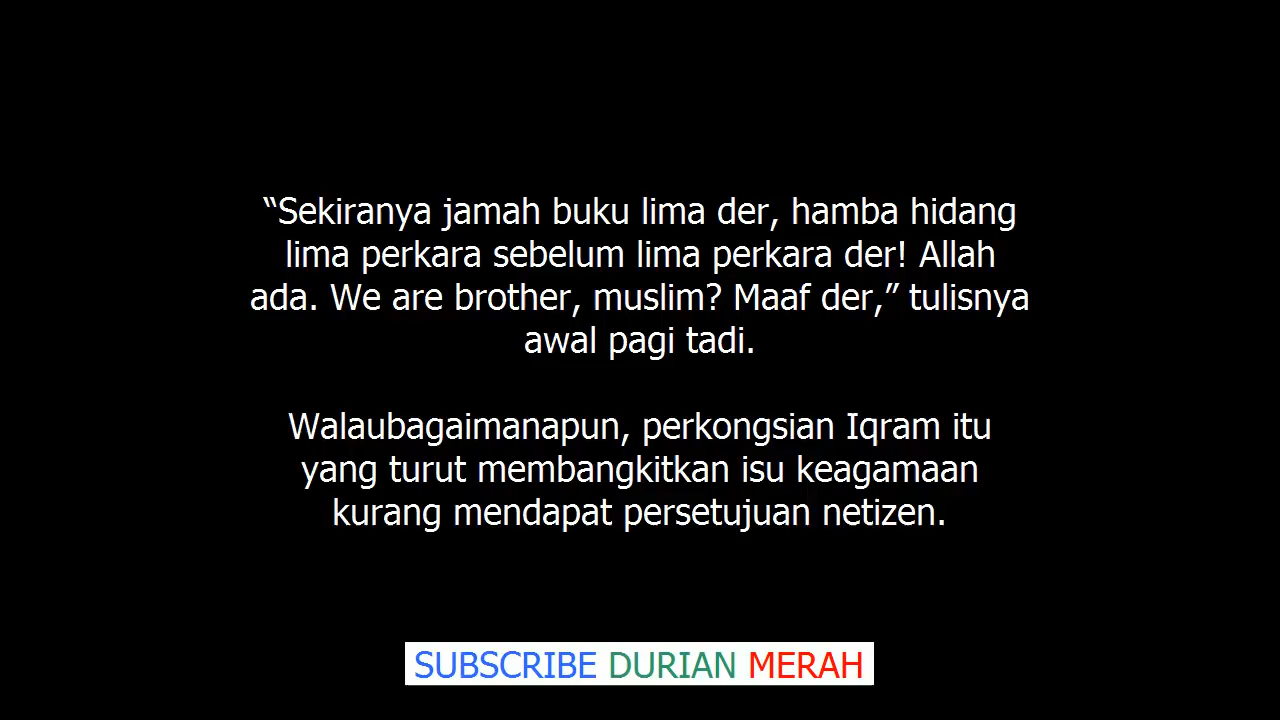 “Sekiranya jamah buku lima der, hamba hidang
lima perkara sebelum lima perkara der! Allah
ada. We are brother, muslim? Maaf der,” tulisnya
awal pagi tadi.
Walaubagaimanapun, perkongsian Iqram itu
yang turut membangkitkan isu keagamaan
kurang mendapat persetujuan netizen.
SUBSCRIBE DURIAN MERAH